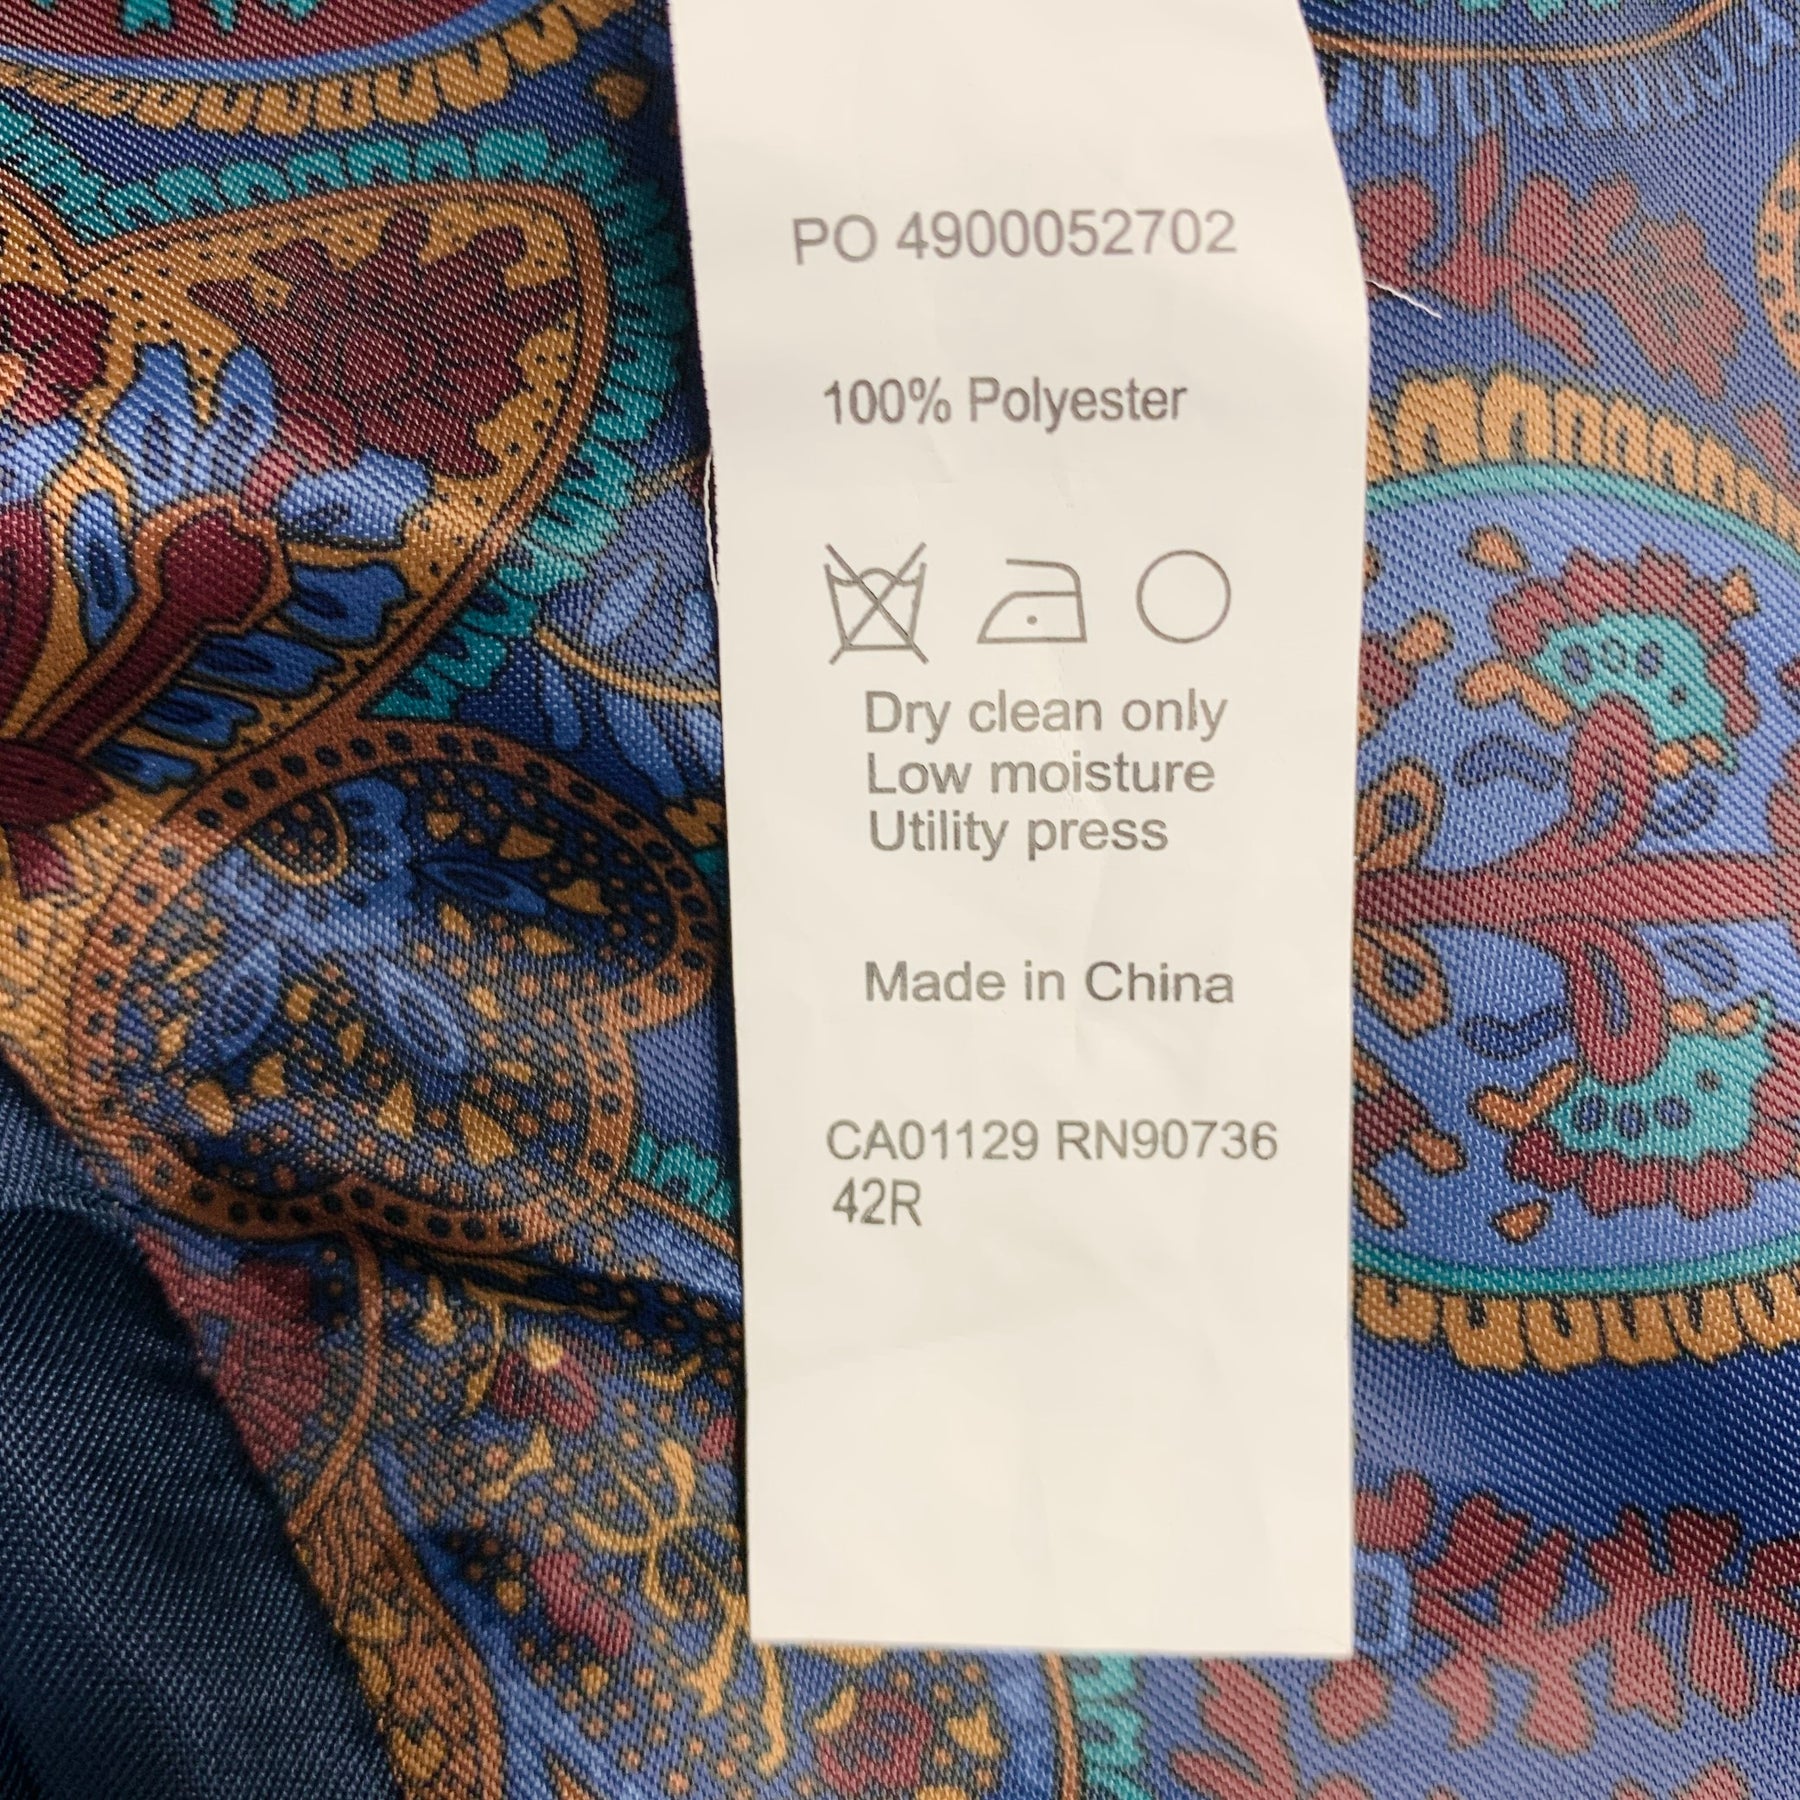 PO 4900052702
100% Polyester
Dry clean only
Low moisture
Utility press
Made in China
CA01129 RN90736
42R